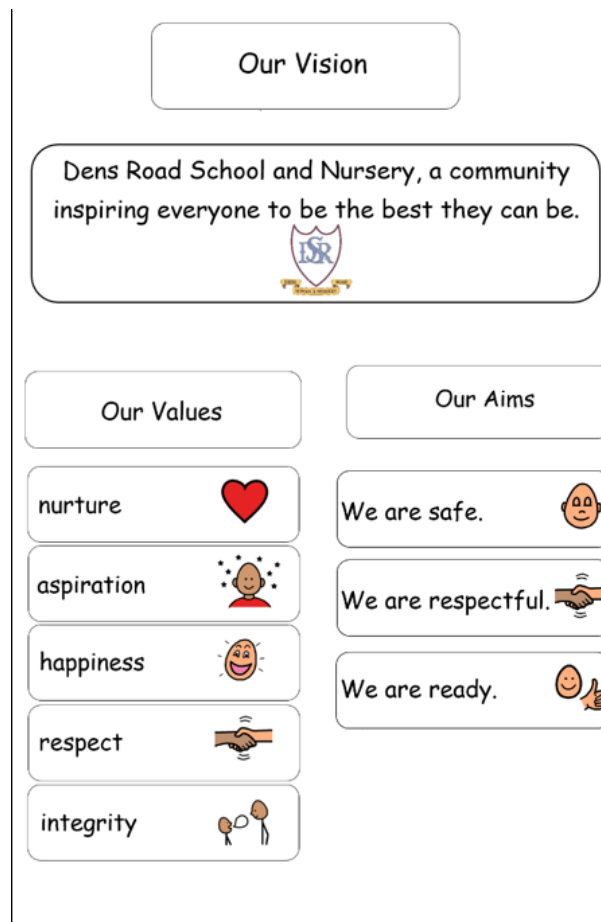 Our Vision
Dens Road School and Nursery, a community
inspiring everyone to be the best they can be.
DSR
Our Values
nurture
aspiration
happiness
respect
integrity
Our Aims
We are safe.
We are respectful.
We are ready.